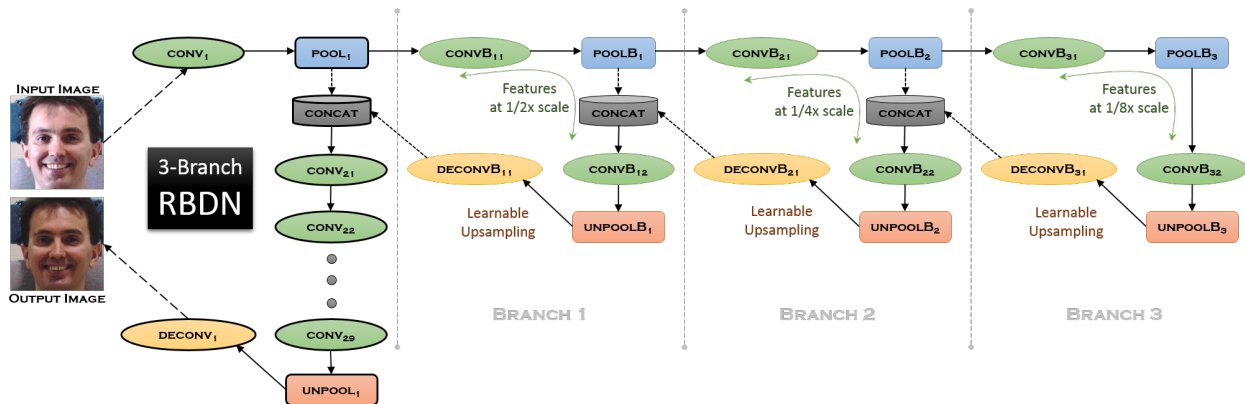 INPUT IMAGE
OUTPUT IMAGE
3-Branch
RBDN
CONV1
POOL1
CONCAT
CONV21
CONV22
CONV29
UNPOOL1
DECONV1
CONVB11
POOLB1
Features
at 1/2x scale
CONCAT
CONVB12
UNPOOLB1
DECONVB11
Learnable
Upsampling
BRANCH 1
CONVB21
POOLB2
Features
at 1/4x scale
CONCAT
CONVB22
UNPOOLB2
DECONVB21
Learnable
Upsampling
BRANCH 2
CONVB31
POOLB3
Features
at 1/8x scale
CONVB32
UNPOOLB3
DECONVB31
Learnable
Upsampling
BRANCH 3